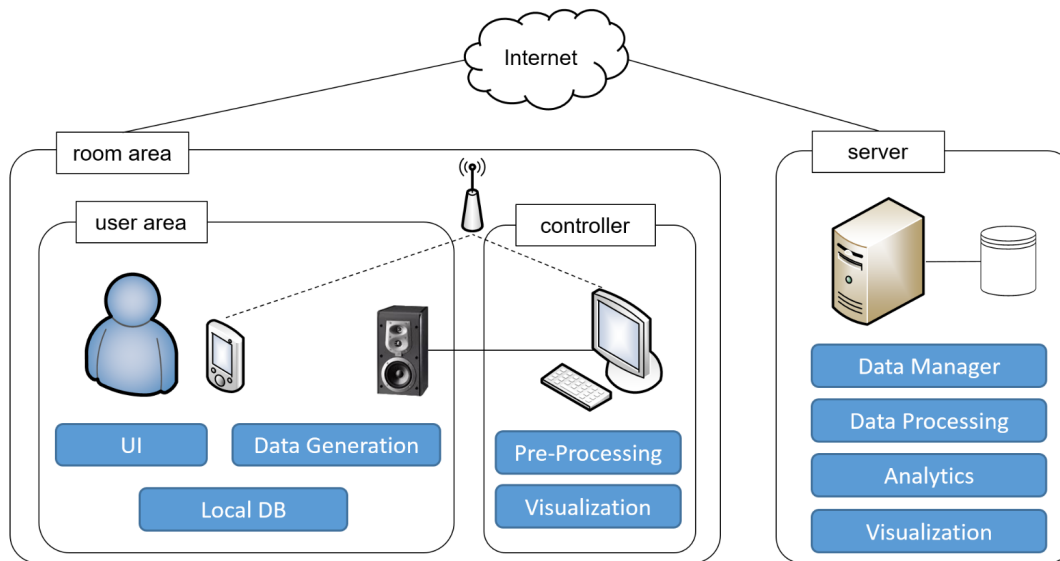 Internet
room area
server
user area
controller
UI
Data Generation
Local DB
Pre-Processing
Visualization
Data Manager
Data Processing
Analytics
Visualization